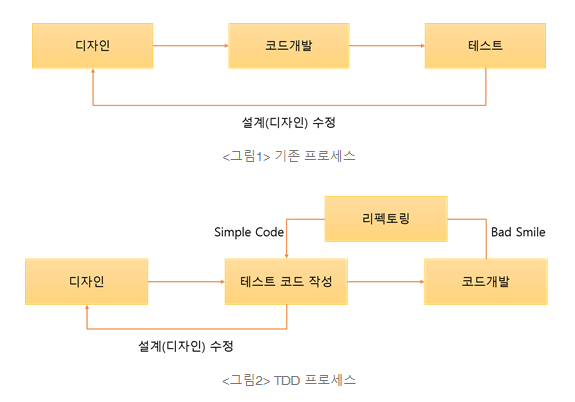 디자인
코드개발
테스트
설계(디자인) 수정
<그림1> 기존 프로세스
리펙토링
Simple Code
Bad Smile
디자인
테스트 코드 작성
코드개발
설계(디자인) 수정
<그림2> TDD 프로세스